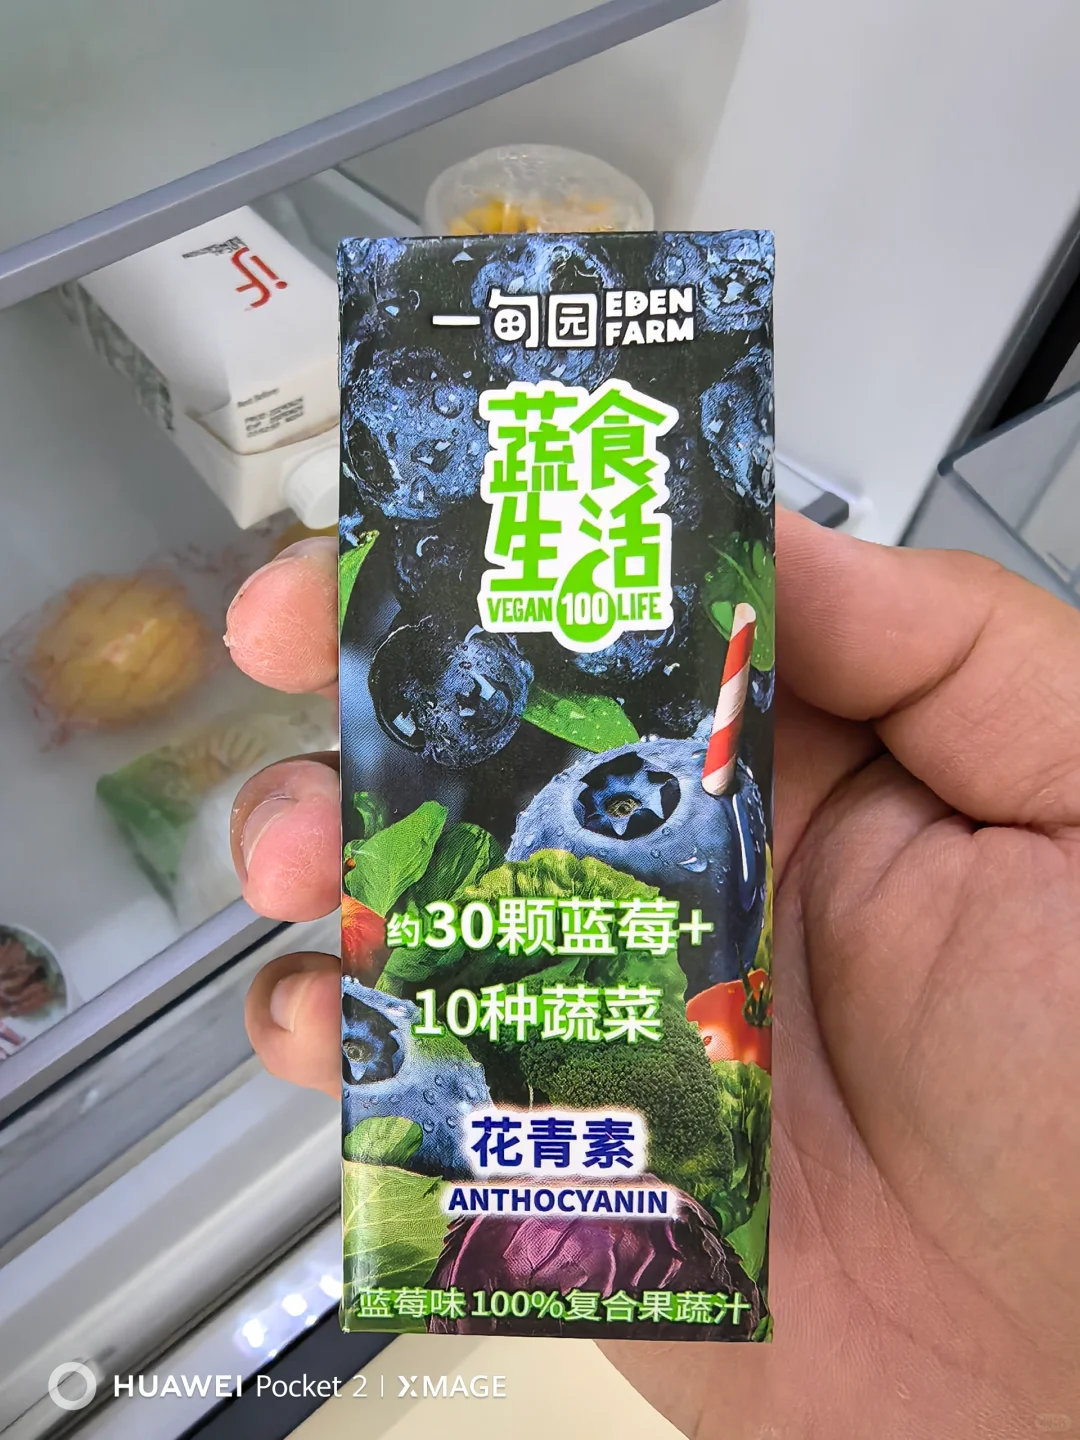 iF
一甸园 EDEN FARM
蔬食
生活
VEGAN 100 LIFE
约30颗蓝莓+
10种蔬菜
花青素
ANTHOCYANIN
蓝莓味100%复合果蔬汁
HUAWEI Pocket 2 | XMAGE